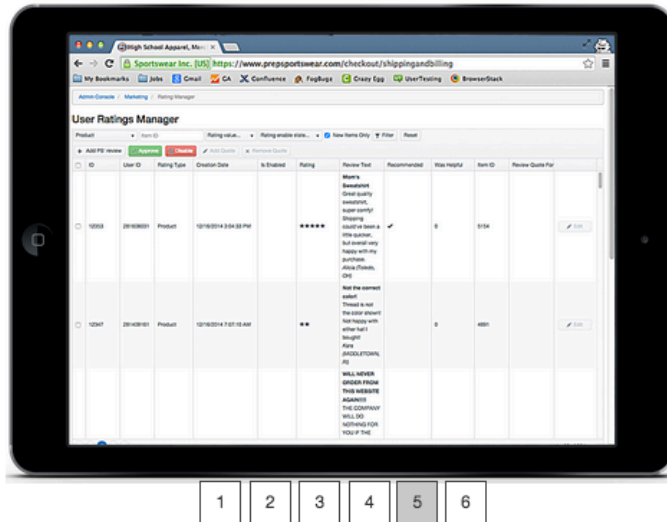 High School Apparel, Merc
Sportswear Inc. [US] https://www.prepsportswear.com/checkout/shippingandbilling
My Bookmarks Jobs Gmail CA Confluence FogBugz Crazy Egg UserTesting BrowserStack
Admin Console / Marketing / Rating Manager
User Ratings Manager
Product Item ID Rating value... Rating enable state... New Items Only Filter Reset
Add PS' review Approve Disable Add Quote Remove Quote
ID User ID Rating Type Creation Date Is Enabled Rating Review Text Recommended Was Helpful Item ID Review Quote For
Mom's
Sweatshirt
Great quality
sweatshirt,
super comfy!
Shipping
could've been a
little quicker,
but overall very
happy with my
purchase.
Alicia (Toledo,
OH)
Product 12/16/2014 3:04:33 PM ★★★★★ ✔ 0 5154 Edit
Not the correct
color!
Thread is not
the color shown!
Not happy with
either hat I
bought!
Kara
(MIDDLETOWN,
RI)
12947 Product 12/16/2014 7:07:10 AM ★★ 0 4891 Edit
WILL NEVER
ORDER FROM
THIS WEBSITE
AGAIN!!!!
THE COMPANY
WILL DO
NOTHING FOR
YOU IF THE
1 2 3 4 5 6